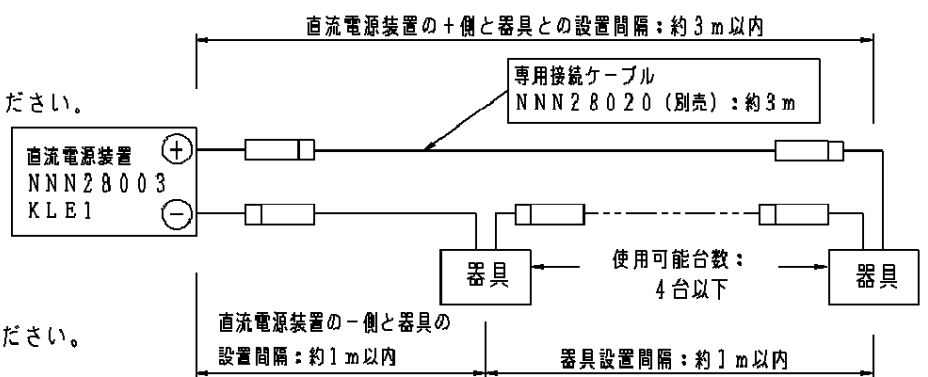 直流電源装置の＋側と器具との設置間隔：約３ｍ以内
専用接続ケーブル
ＮＮＮ２８０２０（別売）：約３ｍ
ださい。
直流電源装置
ＮＮＮ２８００３
ＫＬＥ１
＋
－
器具
使用可能台数：
４台以下
器具
ださい。
直流電源装置の－側と器具の
設置間隔：約１ｍ以内
器具設置間隔：約１ｍ以内